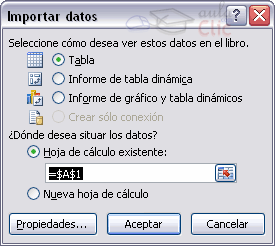 Importar datos
aula
clic
Seleccione cómo desea ver estos datos en el libro.
Tabla
Informe de tabla dinámica
Informe de gráfico y tabla dinámicos
Crear sólo conexión
¿Dónde desea situar los datos?
Hoja de cálculo existente:
=$A$1
Nueva hoja de cálculo
Propiedades... Aceptar Cancelar